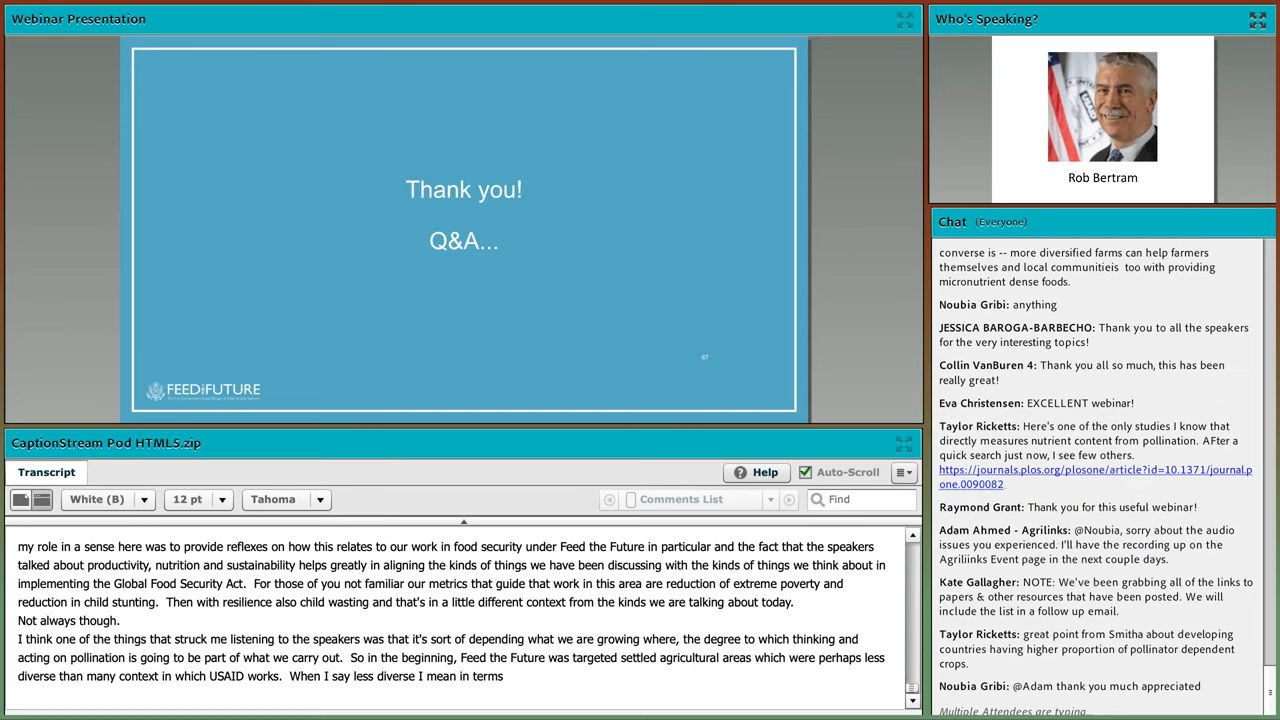 Webinar Presentation
Thank you!
Q&A...
67
FEED THE FUTURE
Who's Speaking?
Rob Bertram
Chat (Everyone)
converse is -- more diversified farms can help farmers
themselves and local communitieis too with providing
micronutrient dense foods.
Noubia Gribi: anything
JESSICA BAROGA-BARBECHO: Thank you to all the speakers
for the very interesting topics!
Collin VanBuren 4: Thank you all so much, this has been
really great!
Eva Christensen: EXCELLENT webinar!
Taylor Ricketts: Here's one of the only studies I know that
directly measures nutrient content from pollination. AFter a
quick search just now, I see few others.
https://journals.plos.org/plosone/article?id=10.1371/journal.p
one.0090082
Raymond Grant: Thank you for this useful webinar!
Adam Ahmed - Agrilinks: @Noubia, sorry about the audio
issues you experienced. I'll have the recording up on the
Agriliinks Event page in the next couple days.
Kate Gallagher: NOTE: We've been grabbing all of the links to
papers & other resources that have been posted. We will
include the list in a follow up email.
Taylor Ricketts: great point from Smitha about developing
countries having higher proportion of pollinator dependent
crops.
Noubia Gribi: @Adam thank you much appreciated
Multiple Attendees are typing...
CaptionStream Pod HTML5.zip
Transcript
Help
Auto-Scroll
White (B)
12 pt
Tahoma
Comments List
Find
my role in a sense here was to provide reflexes on how this relates to our work in food security under Feed the Future in particular and the fact that the speakers
talked about productivity, nutrition and sustainability helps greatly in aligning the kinds of things we have been discussing with the kinds of things we think about in
implementing the Global Food Security Act. For those of you not familiar our metrics that guide that work in this area are reduction of extreme poverty and
reduction in child stunting. Then with resilience also child wasting and that's in a little different context from the kinds we are talking about today.
Not always though.
I think one of the things that struck me listening to the speakers was that it's sort of depending what we are growing where, the degree to which thinking and
acting on pollination is going to be part of what we carry out. So in the beginning, Feed the Future was targeted settled agricultural areas which were perhaps less
diverse than many context in which USAID works. When I say less diverse I mean in terms